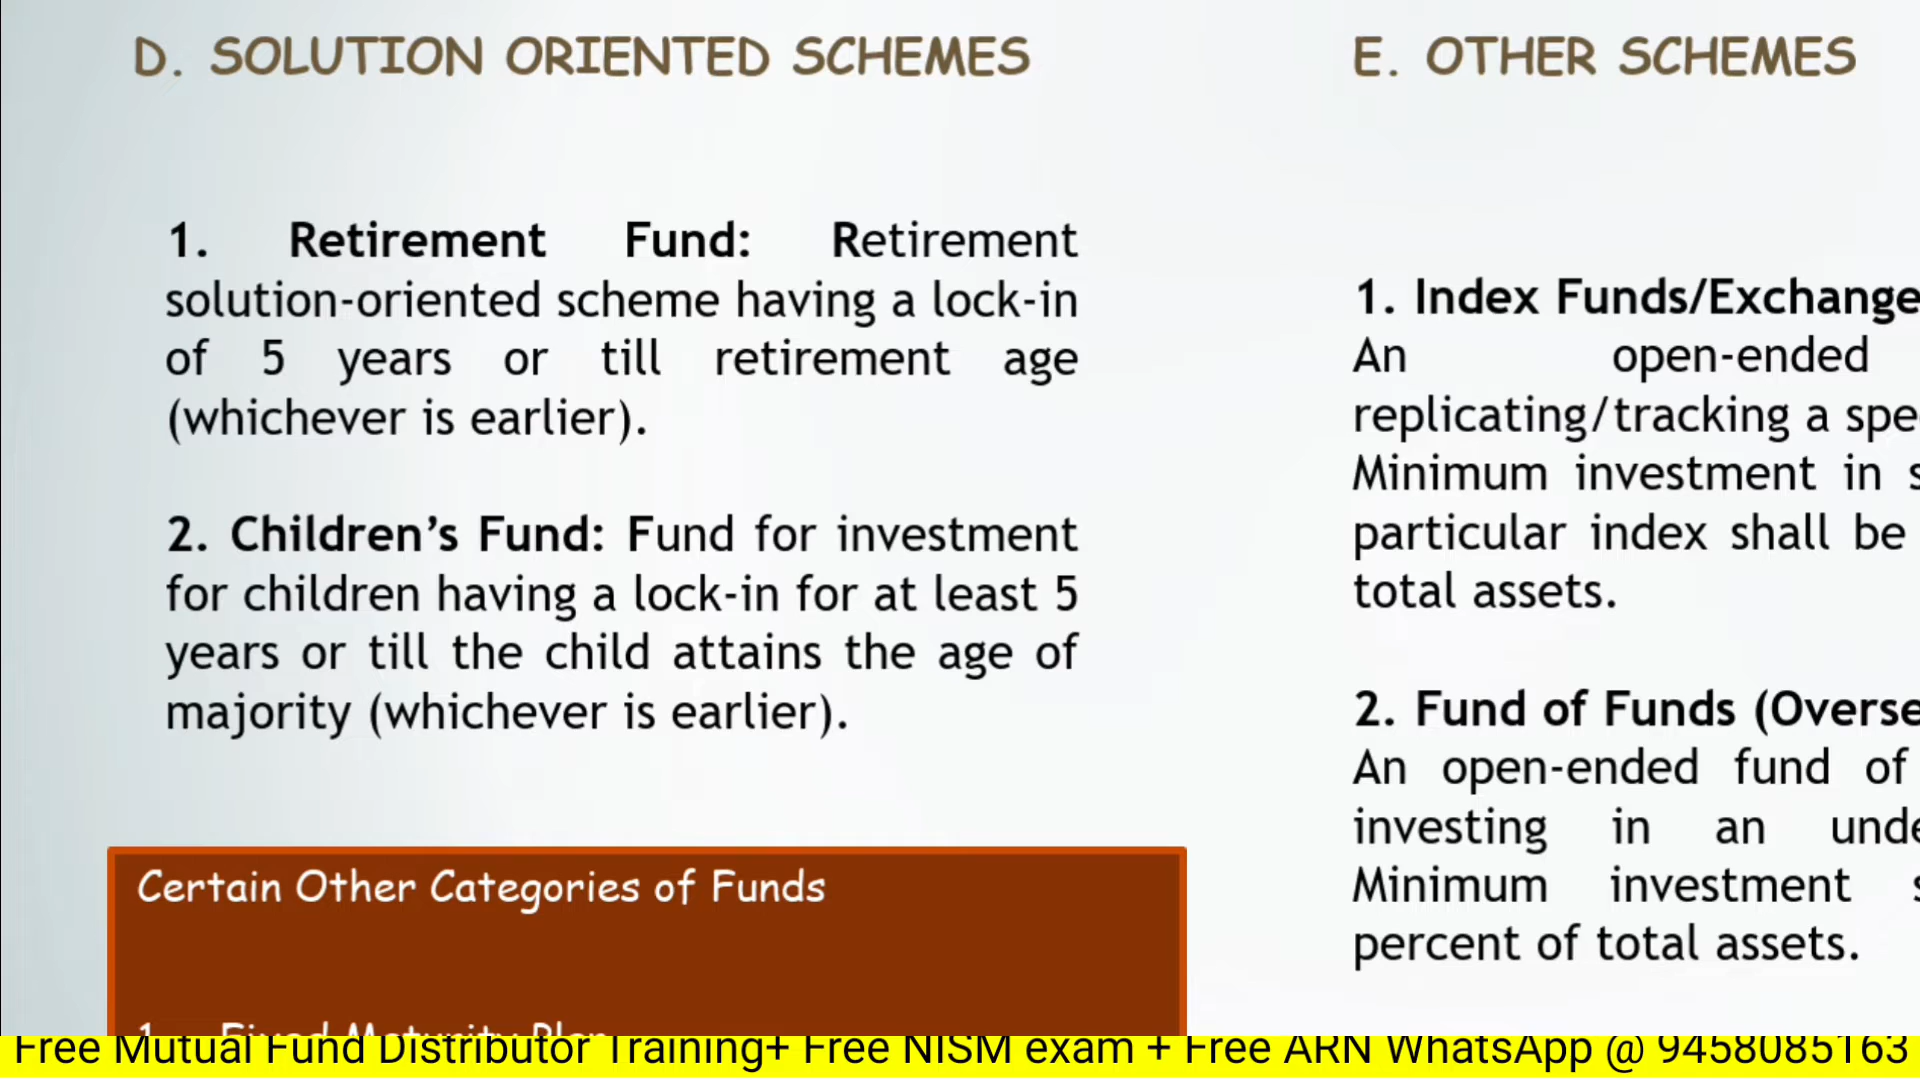 D. SOLUTION ORIENTED SCHEMES
1. Retirement Fund: Retirement
solution-oriented scheme having a lock-in
of 5 years or till retirement age
(whichever is earlier).
2. Children’s Fund: Fund for investment
for children having a lock-in for at least 5
years or till the child attains the age of
majority (whichever is earlier).
Certain Other Categories of Funds
1. Fixed Maturity Plan
E. OTHER SCHEMES
1. Index Funds/Exchange
An open-ended
replicating/tracking a
Minimum investment in
particular index shall be
total assets.
2. Fund of Funds
An open-ended fund of
investing in an
Minimum investment
percent of total assets.
Free Mutual Fund Distributor Training+ Free NISM exam + Free ARN WhatsApp @ 9458085163